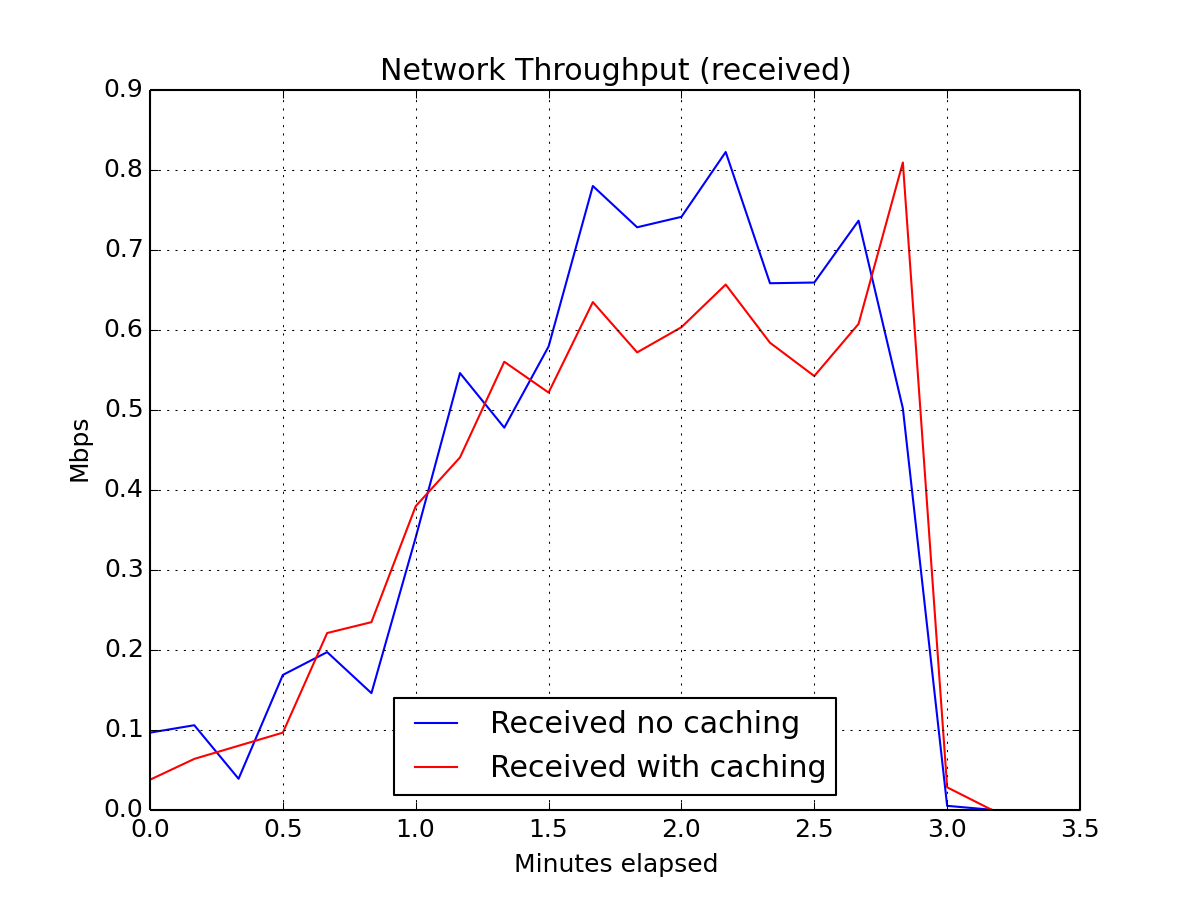 Network Throughput (received)
0.9
0.8
0.7
0.6
0.5
0.4
0.3
0.2
0.1
0.0
Mbps
Received no caching
Received with caching
0.0 0.5 1.0 1.5 2.0 2.5 3.0 3.5
Minutes elapsed